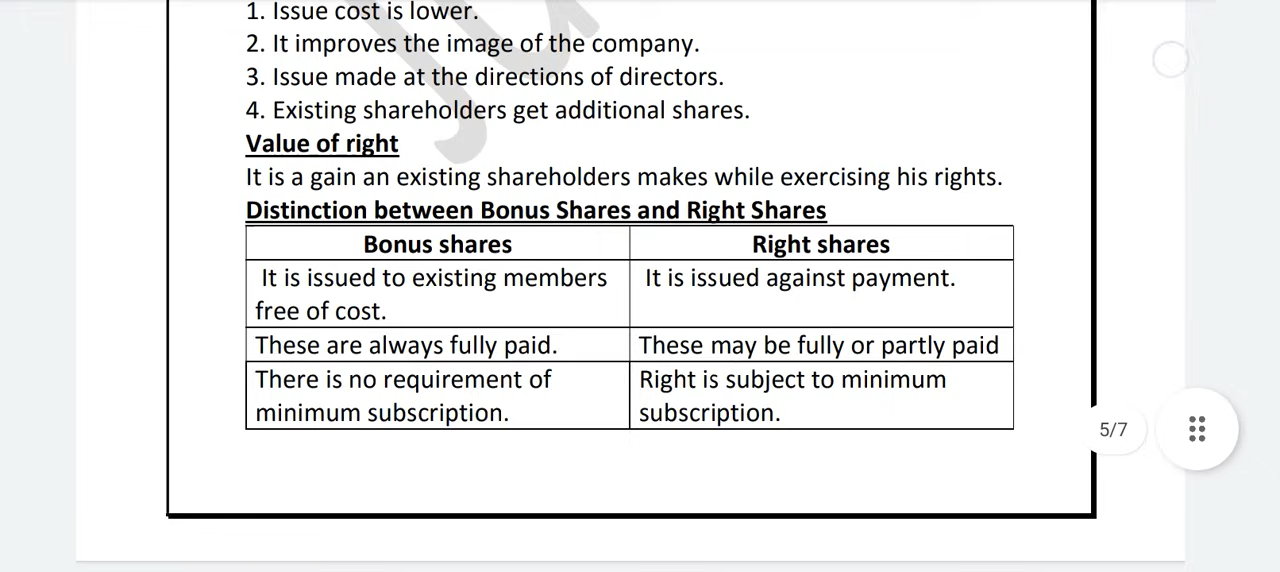 1. Issue cost is lower.
2. It improves the image of the company.
3. Issue made at the directions of directors.
4. Existing shareholders get additional shares.
Value of right
It is a gain an existing shareholders makes while exercising his rights.
Distinction between Bonus Shares and Right Shares
Bonus shares
Right shares
It is issued to existing members
free of cost.
It is issued against payment.
These are always fully paid.
These may be fully or partly paid
There is no requirement of
minimum subscription.
Right is subject to minimum
subscription.
5/7